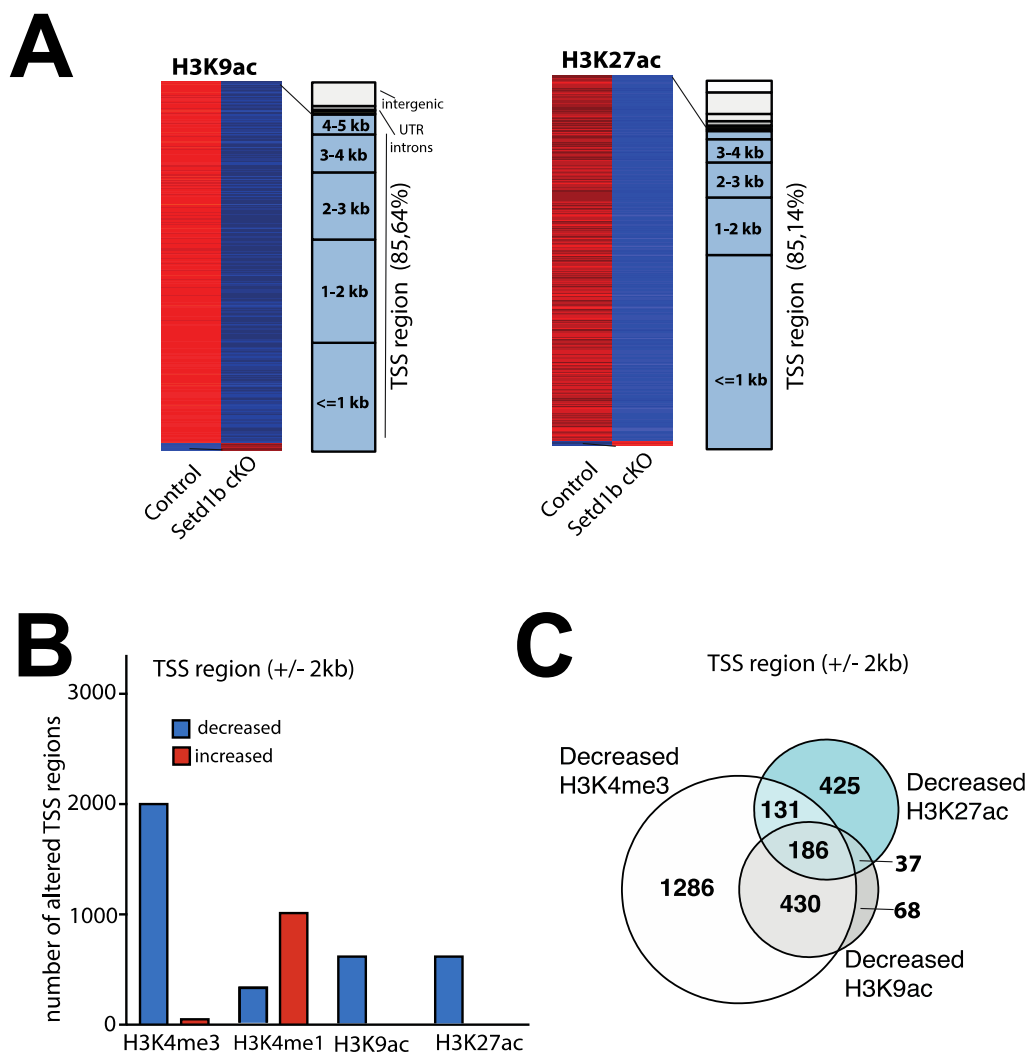 A
H3K9ac
intergenic
UTR
introns
4-5 kb
3-4 kb
2-3 kb
1-2 kb
<=1 kb
TSS region (85,64%)
Control
Setd1b cKO
H3K27ac
3-4 kb
2-3 kb
1-2 kb
<=1 kb
TSS region (85,14%)
Control
Setd1b cKO
B
TSS region (+/- 2kb)
number of altered TSS regions
3000
2000
1000
0
decreased
increased
H3K4me3
H3K4me1
H3K9ac
H3K27ac
C
TSS region (+/- 2kb)
Decreased
H3K4me3
Decreased
H3K27ac
425
131
186
37
1286
430
68
Decreased
H3K9ac